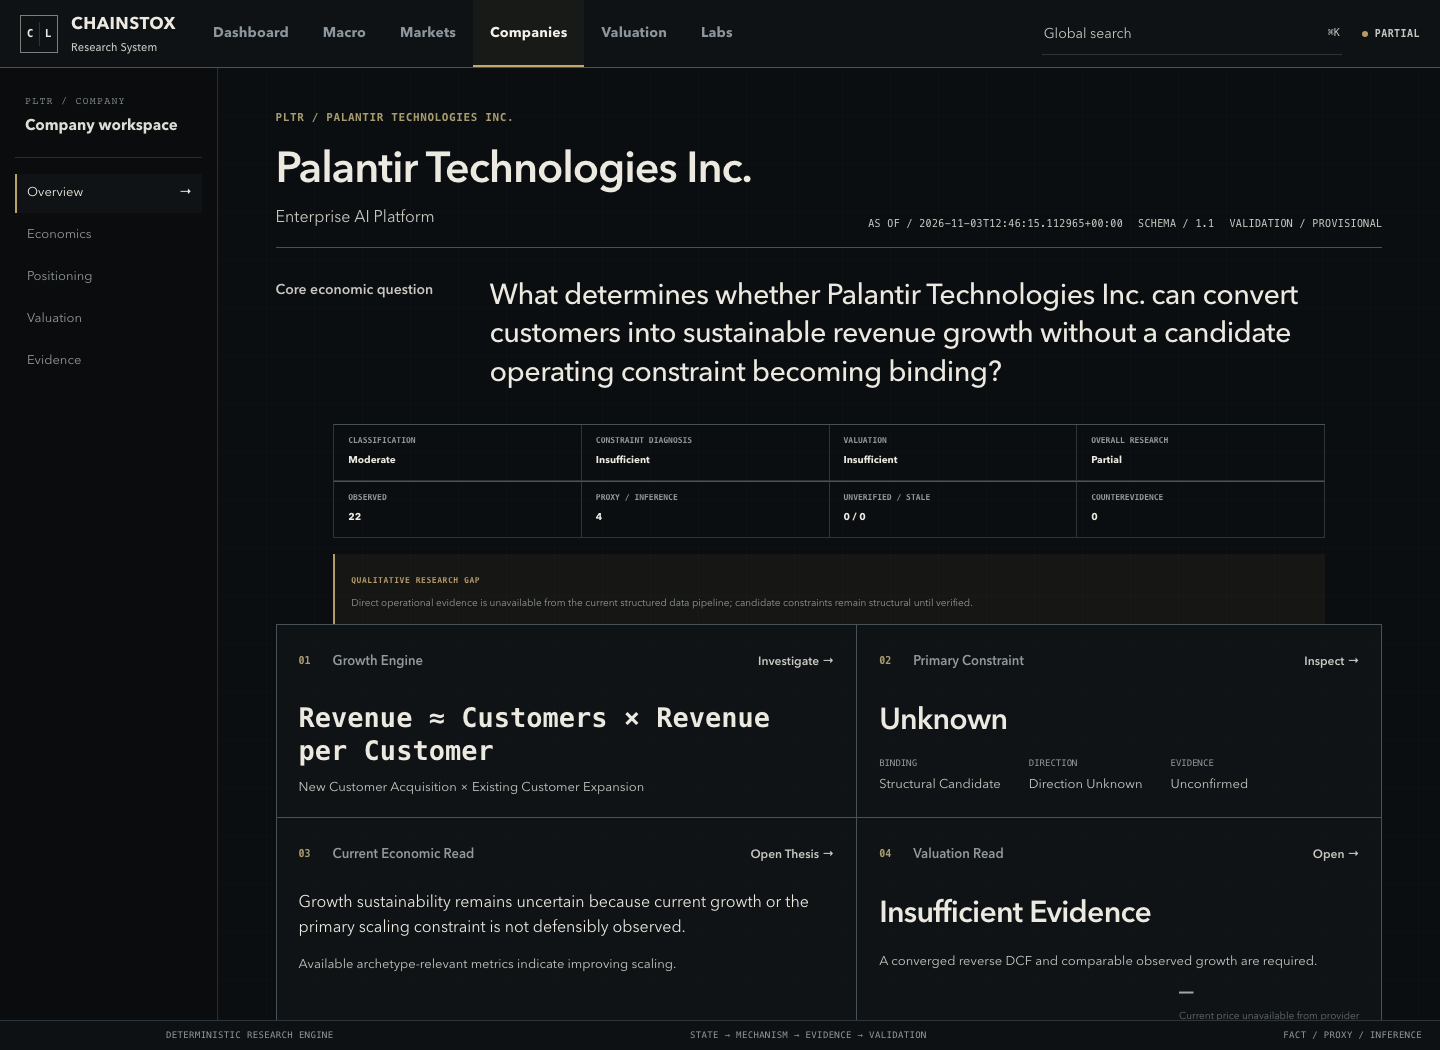 C L
CHAINSTOX
Research System
Dashboard
Macro
Markets
Companies
Valuation
Labs
Global search
⌘K
PARTIAL
PLTR / COMPANY
Company workspace
Overview →
Economics
Positioning
Valuation
Evidence
PLTR / PALANTIR TECHNOLOGIES INC.
Palantir Technologies Inc.
Enterprise AI Platform
AS OF / 2026-11-03T12:46:15.112965+00:00 SCHEMA / 1.1 VALIDATION / PROVISIONAL
Core economic question
What determines whether Palantir Technologies Inc. can convert
customers into sustainable revenue growth without a candidate
operating constraint becoming binding?
CLASSIFICATION
Moderate
CONSTRAINT DIAGNOSIS
Insufficient
VALUATION
Insufficient
OVERALL RESEARCH
Partial
OBSERVED
22
PROXY / INFERENCE
4
UNVERIFIED / STALE
0 / 0
COUNTEREVIDENCE
0
QUALITATIVE RESEARCH GAP
Direct operational evidence is unavailable from the current structured data pipeline; candidate constraints remain structural until verified.
01 Growth Engine Investigate →
Revenue ≈ Customers × Revenue
per Customer
New Customer Acquisition × Existing Customer Expansion
02 Primary Constraint Inspect →
Unknown
BINDING
Structural Candidate
DIRECTION
Direction Unknown
EVIDENCE
Unconfirmed
03 Current Economic Read Open Thesis →
Growth sustainability remains uncertain because current growth or the
primary scaling constraint is not defensibly observed.
Available archetype-relevant metrics indicate improving scaling.
04 Valuation Read Open →
Insufficient Evidence
A converged reverse DCF and comparable observed growth are required.
—
Current price unavailable from provider
DETERMINISTIC RESEARCH ENGINE
STATE → MECHANISM → EVIDENCE → VALIDATION
FACT / PROXY / INFERENCE